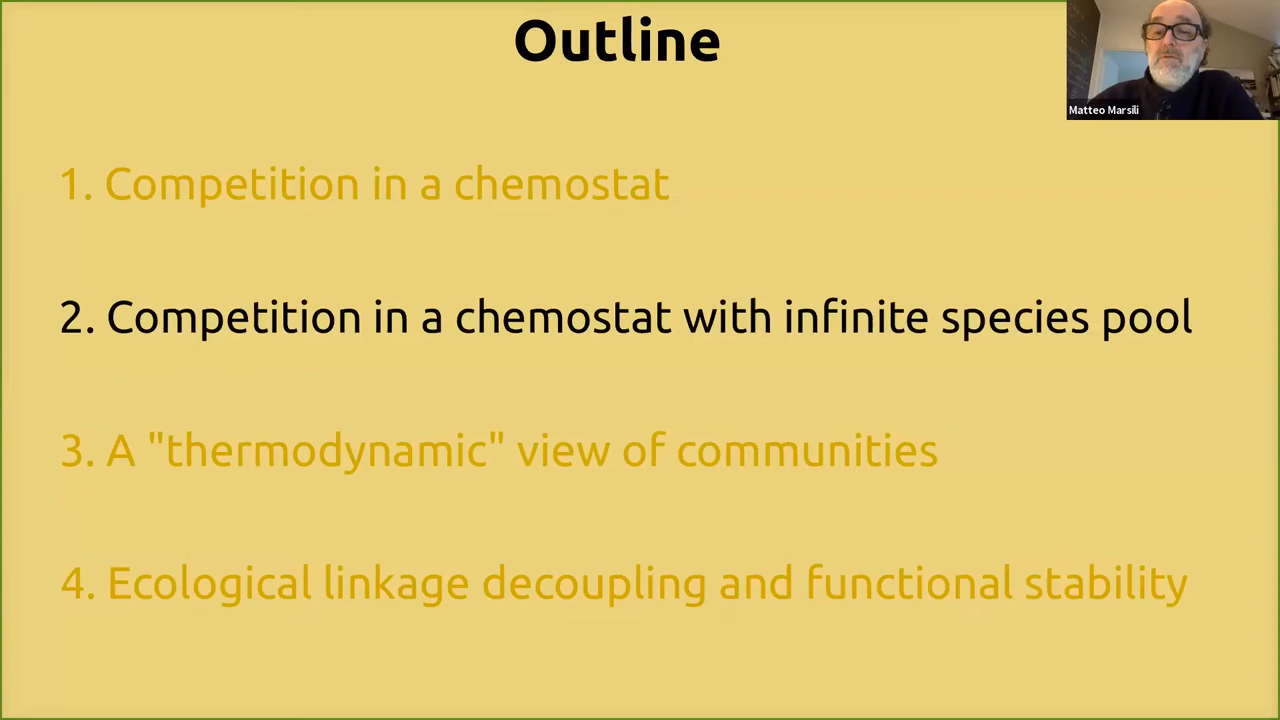 Outline
Matteo Marsili
1. Competition in a chemostat
2. Competition in a chemostat with infinite species pool
3. A "thermodynamic" view of communities
4. Ecological linkage decoupling and functional stability